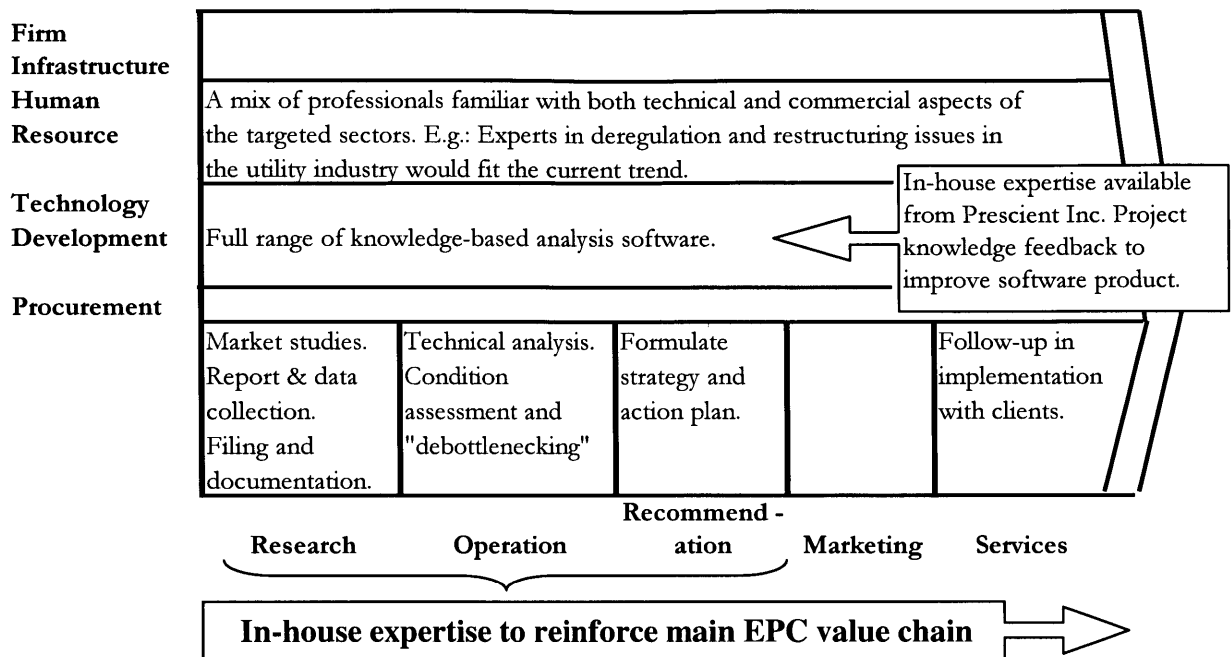 Firm
Infrastructure
Human
Resource
A mix of professionals familiar with both technical and commercial aspects of
the targeted sectors. E.g.: Experts in deregulation and restructuring issues in
the utility industry would fit the current trend.
Technology
Development
Full range of knowledge-based analysis software.
In-house expertise available
from Prescient Inc. Project
knowledge feedback to
improve software product.
Procurement
Market studies.
Report & data
collection.
Filing and
documentation.
Technical analysis.
Condition
assessment and
"debottlenecking"
Formulate
strategy and
action plan.
Follow-up in
implementation
with clients.
Research
Operation
Recommend -
ation
Marketing
Services
In-house expertise to reinforce main EPC value chain